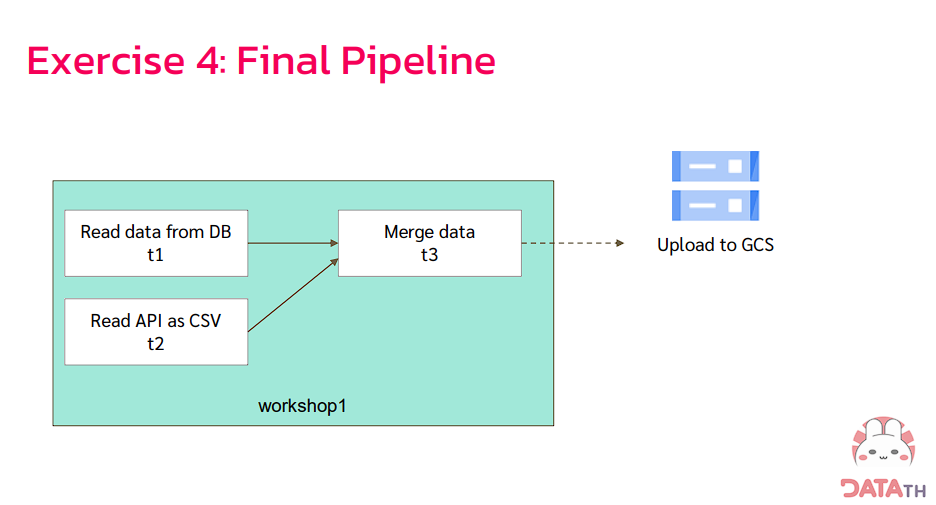 Exercise 4: Final Pipeline
Read data from DB
t1
Merge data
t3
Upload to GCS
Read API as CSV
t2
workshop1
DATATH